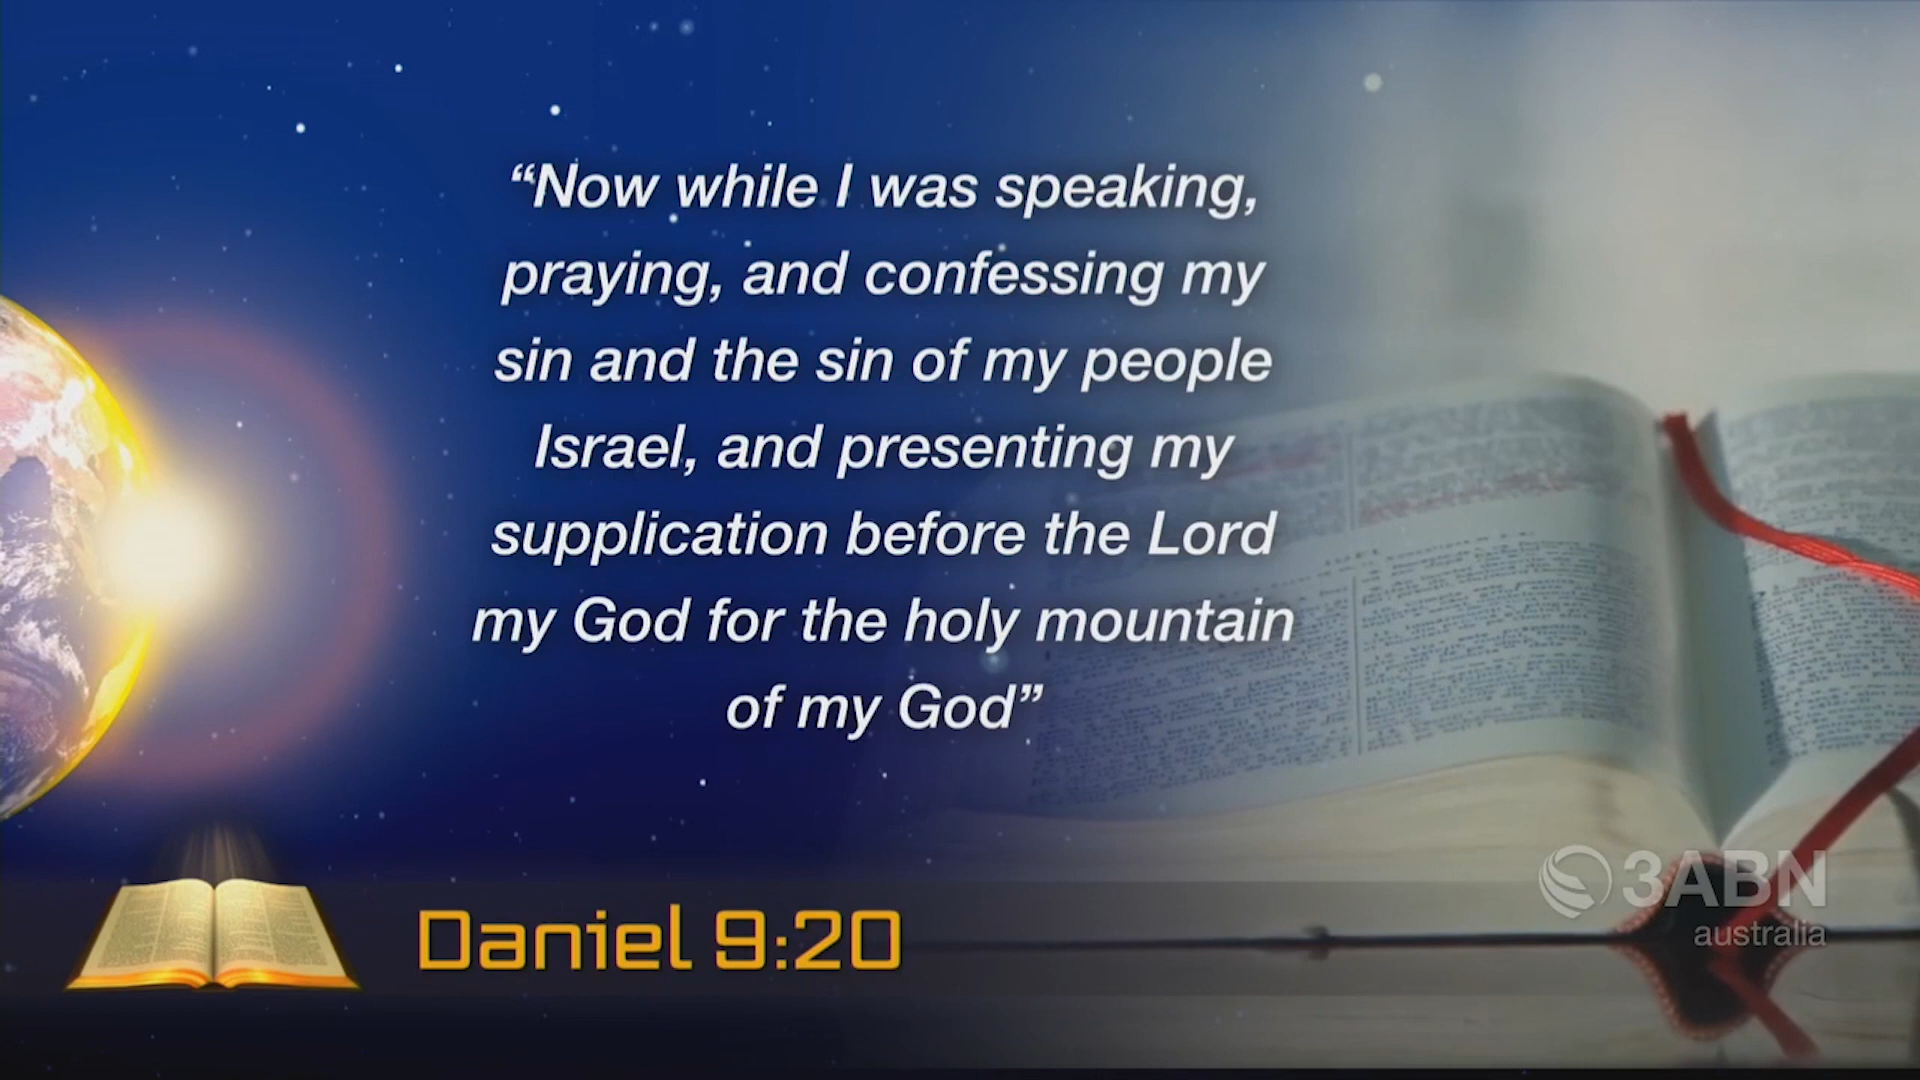 “Now while I was speaking,
praying, and confessing my
sin and the sin of my people
Israel, and presenting my
supplication before the Lord
my God for the holy mountain
of my God”
Daniel 9:20
3ABN
australia